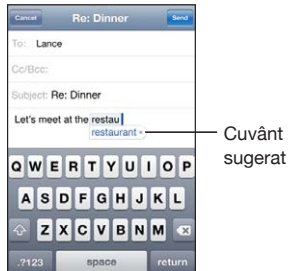 Cancel Re: Dinner Send
To: Lance
Cc/Bcc:
Subject: Re: Dinner
Let's meet at the restau
restaurant ×
Cuvânt
sugerat
Q W E R T Y U I O P
A S D F G H J K L
Z X C V B N M
.?123 space return